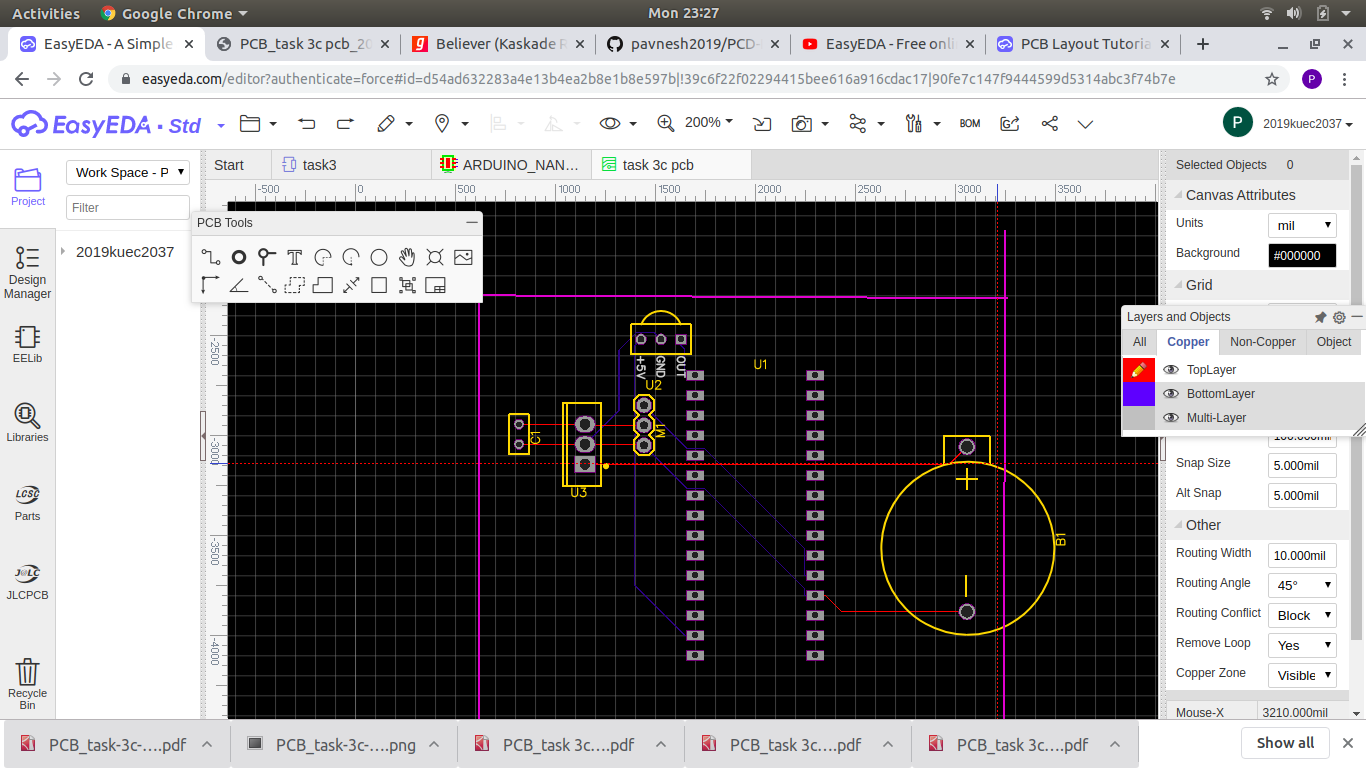 Activities
Google Chrome
Mon 23:27
EasyEDA - A Simple
PCB_task 3c pcb_20
Believer (Kaskade R
pavnesh2019/PCD-
EasyEDA - Free onli
PCB Layout Tutoria
easyeda.com/editor?authenticate=force#id=d54ad632283a4e13b4ea2b8e1b8e597b|!39c6f22f02294415bee616a916cdac17|90fe7c147f9444599d5314abc3f74b7e
P
EasyEDA · Std
200%
BOM
P
2019kuec2037
Project
Design Manager
EELib
Libraries
LCSC
Parts
JLCPCB
Recycle Bin
Work Space - P
Filter
2019kuec2037
Start
task3
ARDUINO_NAN...
task 3c pcb
-500
0
500
1000
1500
2000
2500
3000
3500
-2500
-3000
-3500
-4000
PCB Tools
+5V
GND
OUT
U2
U1
C1
M1
U3
B1
Selected Objects 0
Canvas Attributes
Units mil
Background #000000
Grid
Layers and Objects
All
Copper
Non-Copper
Object
TopLayer
BottomLayer
Multi-Layer
Snap Size 5.000mil
Alt Snap 5.000mil
Other
Routing Width 10.000mil
Routing Angle 45°
Routing Conflict Block
Remove Loop Yes
Copper Zone Visible
Mouse-X 3210.000mil
PCB_task-3c-....pdf
PCB_task-3c-....png
PCB_task 3c....pdf
PCB_task 3c....pdf
PCB_task 3c....pdf
Show all